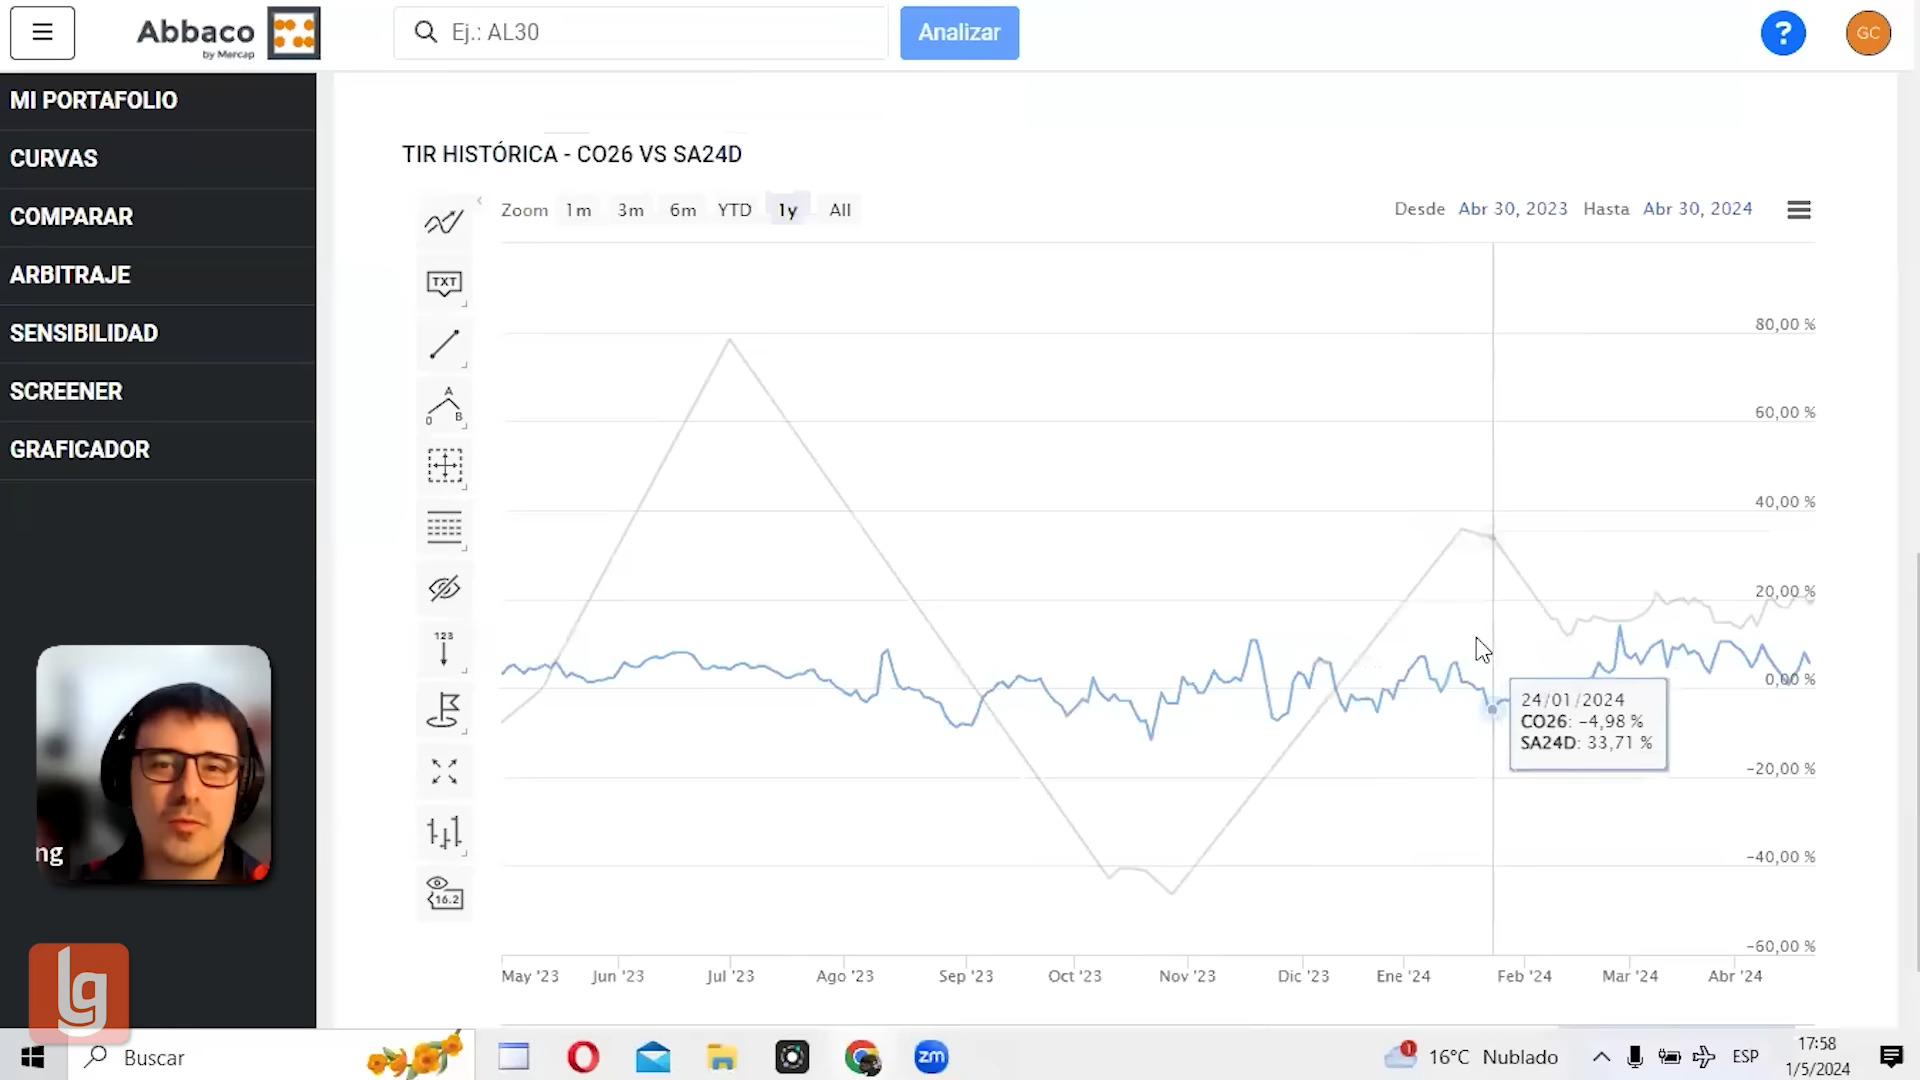 Abbaco
by Mercap
Ej.: AL30
Analizar
?
GC
MI PORTAFOLIO
CURVAS
COMPARAR
ARBITRAJE
SENSIBILIDAD
SCREENER
GRAFICADOR
TIR HISTÓRICA - CO26 VS SA24D
Zoom 1m 3m 6m YTD 1y All
Desde Abr 30, 2023 Hasta Abr 30, 2024
TXT
A
0 B
123
16.2
80,00 %
60,00 %
40,00 %
20,00 %
0,00 %
-20,00 %
-40,00 %
-60,00 %
24/01/2024
CO26: -4,98 %
SA24D: 33,71 %
May '23 Jun '23 Jul '23 Ago '23 Sep '23 Oct '23 Nov '23 Dic '23 Ene '24 Feb '24 Mar '24 Abr '24
ng
lg
Buscar
zm
1
16°C Nublado
ESP
17:58
1/5/2024